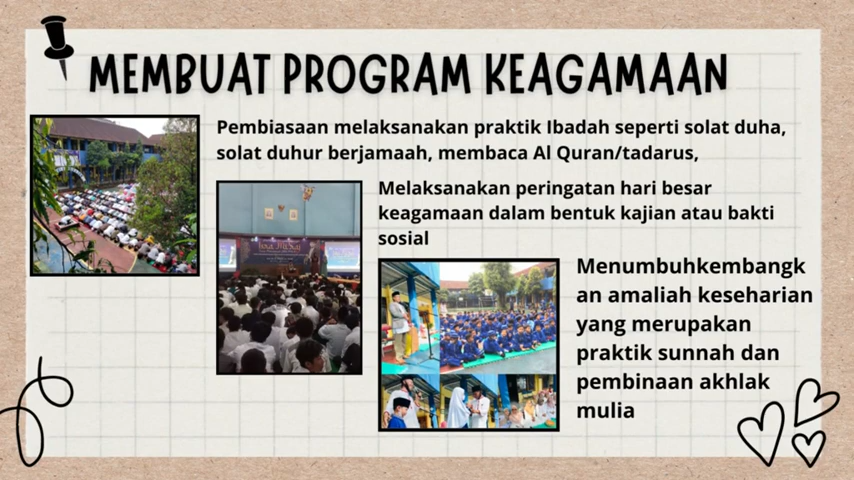 MEMBUAT PROGRAM KEAGAMAAN
Pembiasaan melaksanakan praktik Ibadah seperti solat duha,
solat duhur berjamaah, membaca Al Quran/tadarus,
Melaksanakan peringatan hari besar
keagamaan dalam bentuk kajian atau bakti
sosial
Menumbuhkembangk
an amaliah keseharian
yang merupakan
praktik sunnah dan
pembinaan akhlak
mulia